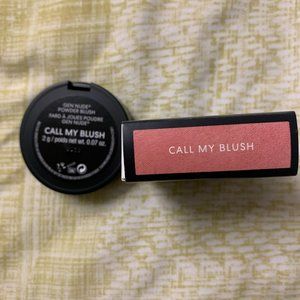 GEN NUDE®
POWDER BLUSH
FARD À JOUES POUDRE
GEN NUDE®
CALL MY BLUSH
2 g / poids net wt. 0.07 oz.
CALL MY BLUSH